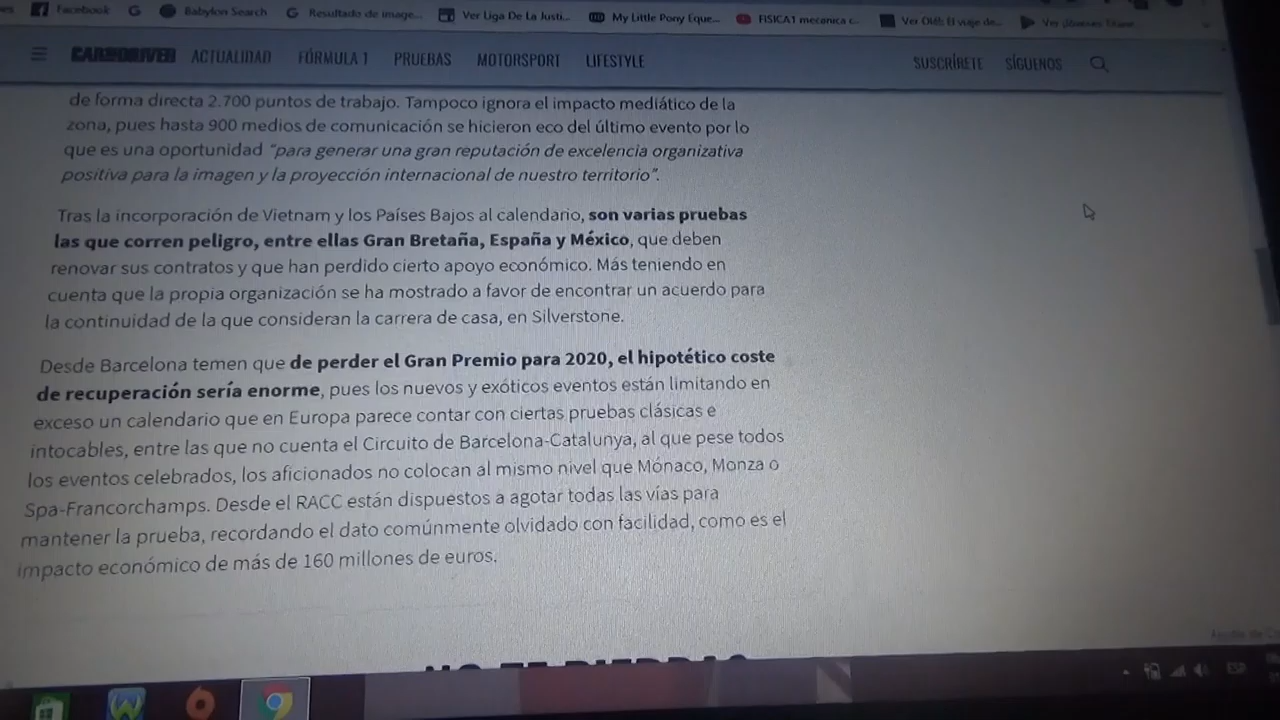 Facebook G Babylon Search G Resultado de image... Ver Liga De La Justi... My Little Pony Eque... FISICA1 mecanica c...
CAR AND DRIVER ACTUALIDAD FÓRMULA 1 PRUEBAS MOTORSPORT LIFESTYLE SUSCRÍBETE SÍGUENOS
de forma directa 2.700 puntos de trabajo. Tampoco ignora el impacto mediático de la
zona, pues hasta 900 medios de comunicación se hicieron eco del último evento por lo
que es una oportunidad “para generar una gran reputación de excelencia organizativa
positiva para la imagen y la proyección internacional de nuestro territorio”.
Tras la incorporación de Vietnam y los Países Bajos al calendario, son varias pruebas
las que corren peligro, entre ellas Gran Bretaña, España y México, que deben
renovar sus contratos y que han perdido cierto apoyo económico. Más teniendo en
cuenta que la propia organización se ha mostrado a favor de encontrar un acuerdo para
la continuidad de la que consideran la carrera de casa, en Silverstone.
Desde Barcelona temen que de perder el Gran Premio para 2020, el hipotético coste
de recuperación sería enorme, pues los nuevos y exóticos eventos están limitando en
exceso un calendario que en Europa parece contar con ciertas pruebas clásicas e
intocables, entre las que no cuenta el Circuito de Barcelona-Catalunya, al que pese todos
los eventos celebrados, los aficionados no colocan al mismo nivel que Mónaco, Monza o
Spa-Francorchamps. Desde el RACC están dispuestos a agotar todas las vías para
mantener la prueba, recordando el dato comúnmente olvidado con facilidad, como es el
impacto económico de más de 160 millones de euros.
ESP